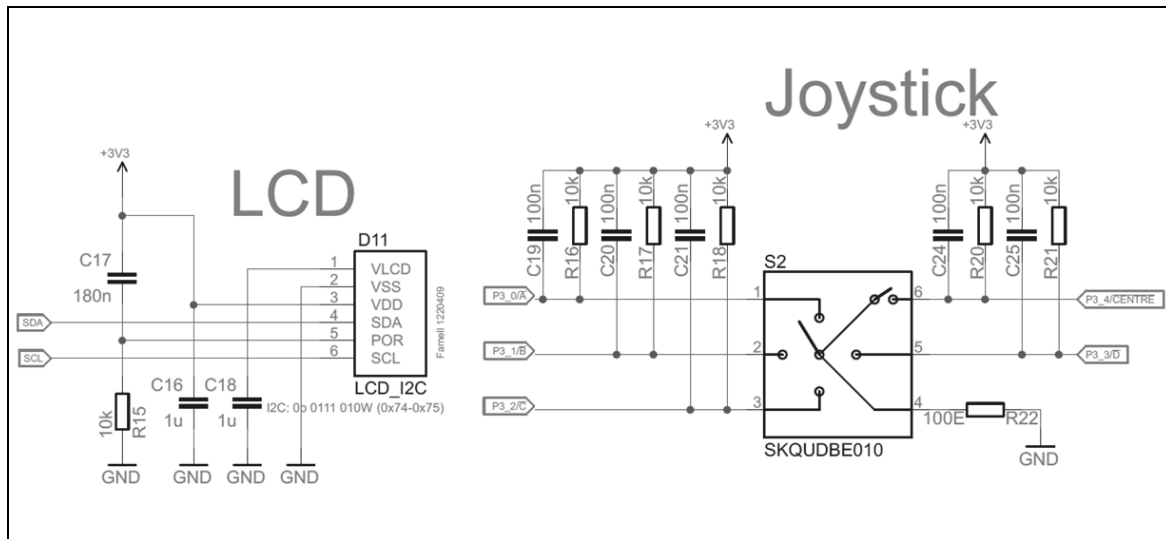 LCD
+3V3
C17
180n
SDA
SCL
10k
R15
C16
1u
C18
1u
GND
GND
GND
GND
D11
1 VLCD
2 VSS
3 VDD
4 SDA
5 POR
6 SCL
LCD_I2C
Farnell 1220409
I2C: 0b 0111 010W (0x74-0x75)
Joystick
+3V3
100n
C19
10k
R16
100n
C20
10k
R17
100n
C21
10k
R18
+3V3
100n
C24
10k
R20
100n
C25
10k
R21
P3_0/A
P3_1/B
P3_2/C
S2
1
2
3
6
5
4
SKQUDBE010
P3_4/CENTRE
P3_3/D
100E
R22
GND